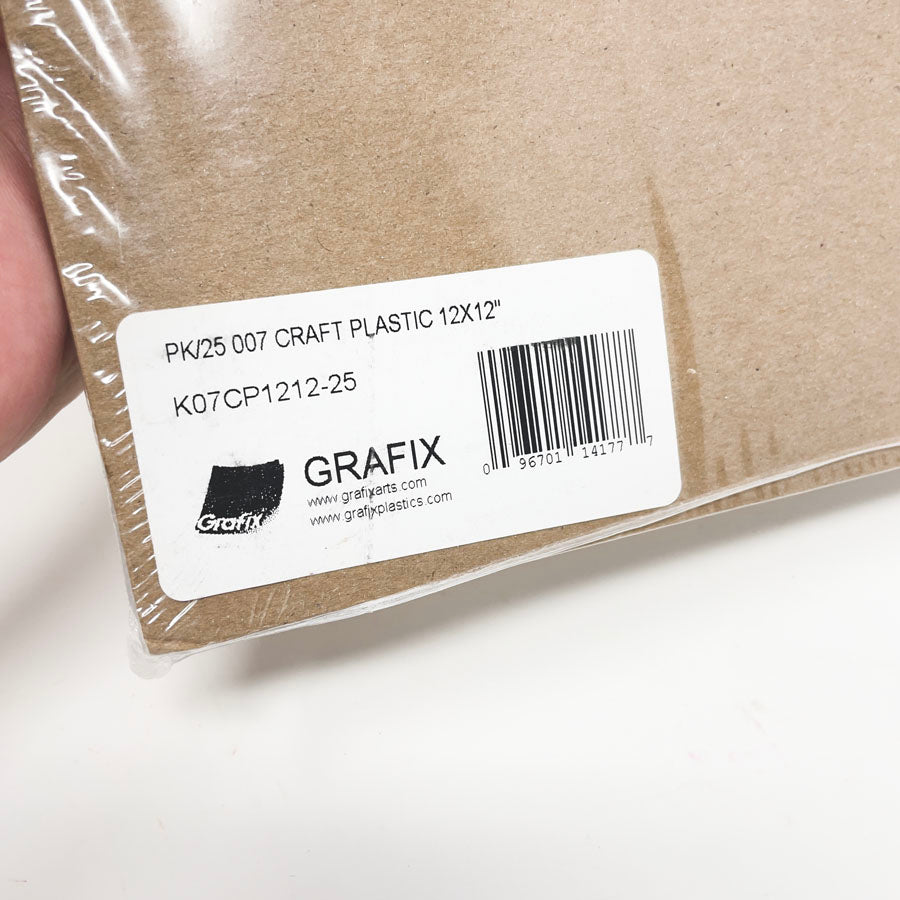 PK/25 007 CRAFT PLASTIC 12X12"
K07CP1212-25
Grafix
GRAFIX
www.grafixarts.com
www.grafixplastics.com
0 96701 14177 7